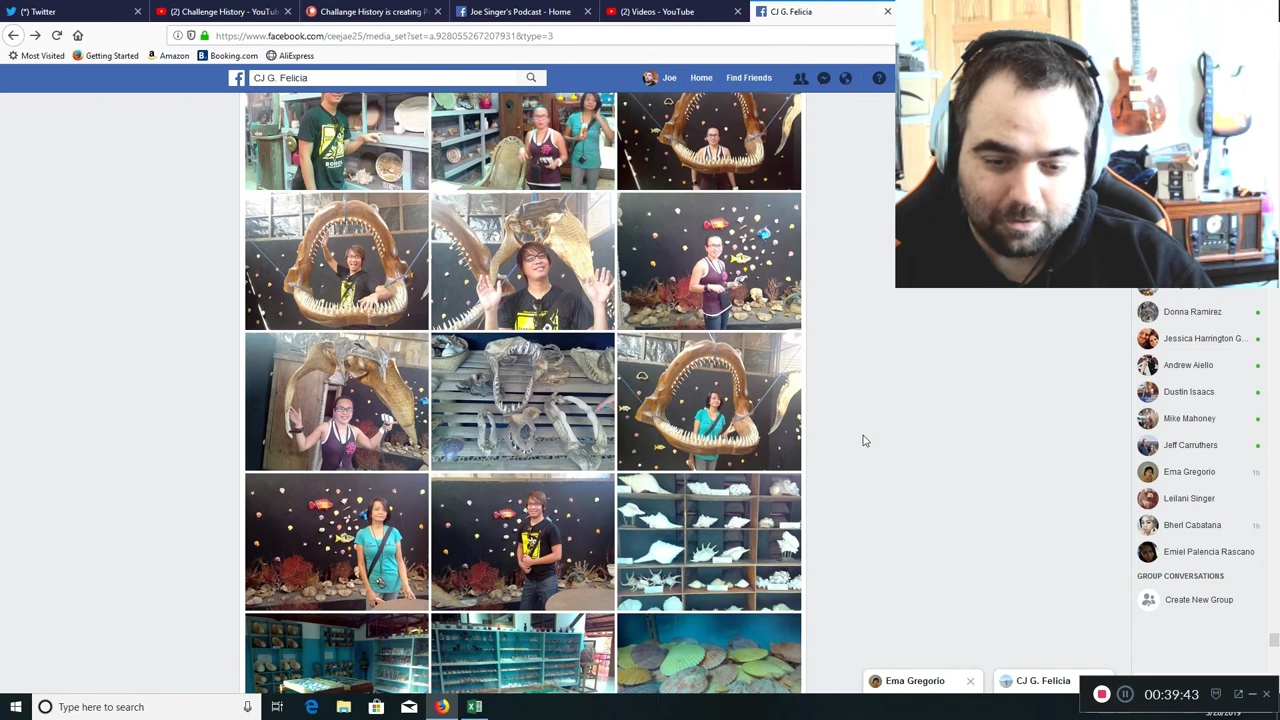 (*) Twitter
(2) Challenge History - YouTub
Challange History is creating P
Joe Singer's Podcast - Home
(2) Videos - YouTube
CJ G. Felicia
https://www.facebook.com/ceejae25/media_set?set=a.928055267207931&type=3
Most Visited
Getting Started
Amazon
Booking.com
AliExpress
CJ G. Felicia
Joe
Home
Find Friends
BOHOL
Donna Ramirez
Jessica Harrington G...
Andrew Aiello
Dustin Isaacs
Mike Mahoney
Jeff Carruthers
Ema Gregorio 1h
Leilani Singer
Bherl Cabatana 1h
Emiel Palencia Rascano
GROUP CONVERSATIONS
Create New Group
Ema Gregorio
CJ G. Felicia
Type here to search
00:39:43